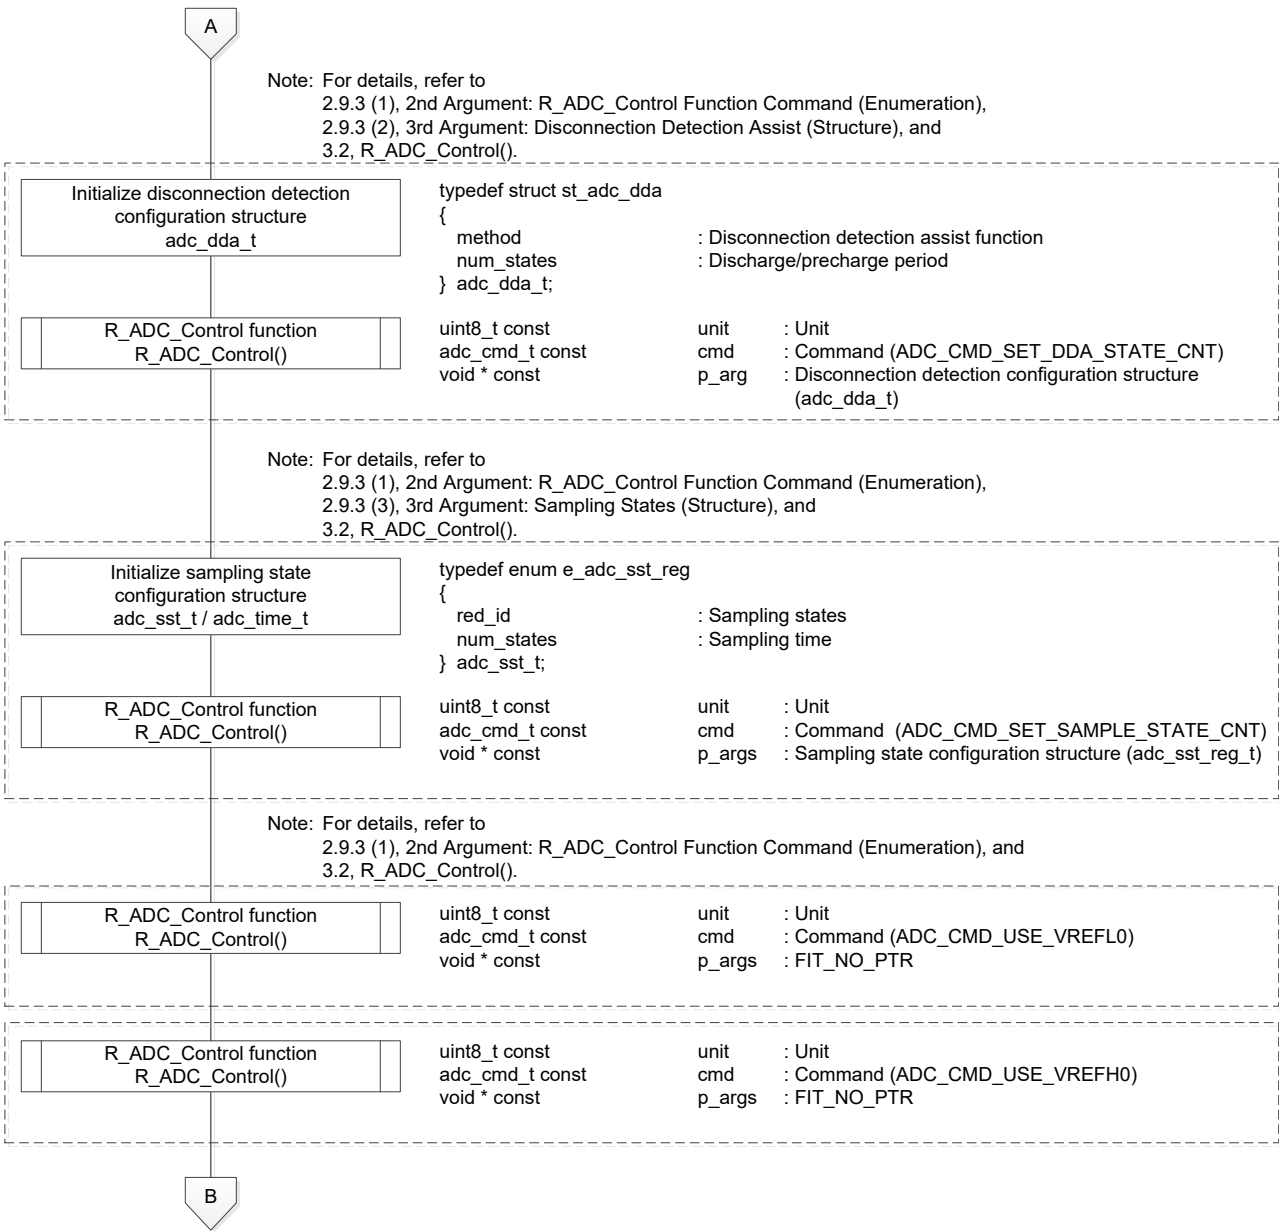 A
Note: For details, refer to
2.9.3 (1), 2nd Argument: R_ADC_Control Function Command (Enumeration),
2.9.3 (2), 3rd Argument: Disconnection Detection Assist (Structure), and
3.2, R_ADC_Control().
Initialize disconnection detection
configuration structure
adc_dda_t
typedef struct st_adc_dda
{
method : Disconnection detection assist function
num_states : Discharge/precharge period
} adc_dda_t;
R_ADC_Control function
R_ADC_Control()
uint8_t const unit : Unit
adc_cmd_t const cmd : Command (ADC_CMD_SET_DDA_STATE_CNT)
void * const p_arg : Disconnection detection configuration structure
(adc_dda_t)
Note: For details, refer to
2.9.3 (1), 2nd Argument: R_ADC_Control Function Command (Enumeration),
2.9.3 (3), 3rd Argument: Sampling States (Structure), and
3.2, R_ADC_Control().
Initialize sampling state
configuration structure
adc_sst_t / adc_time_t
typedef enum e_adc_sst_reg
{
red_id : Sampling states
num_states : Sampling time
} adc_sst_t;
R_ADC_Control function
R_ADC_Control()
uint8_t const unit : Unit
adc_cmd_t const cmd : Command (ADC_CMD_SET_SAMPLE_STATE_CNT)
void * const p_args : Sampling state configuration structure (adc_sst_reg_t)
Note: For details, refer to
2.9.3 (1), 2nd Argument: R_ADC_Control Function Command (Enumeration), and
3.2, R_ADC_Control().
R_ADC_Control function
R_ADC_Control()
uint8_t const unit : Unit
adc_cmd_t const cmd : Command (ADC_CMD_USE_VREFL0)
void * const p_args : FIT_NO_PTR
R_ADC_Control function
R_ADC_Control()
uint8_t const unit : Unit
adc_cmd_t const cmd : Command (ADC_CMD_USE_VREFH0)
void * const p_args : FIT_NO_PTR
B